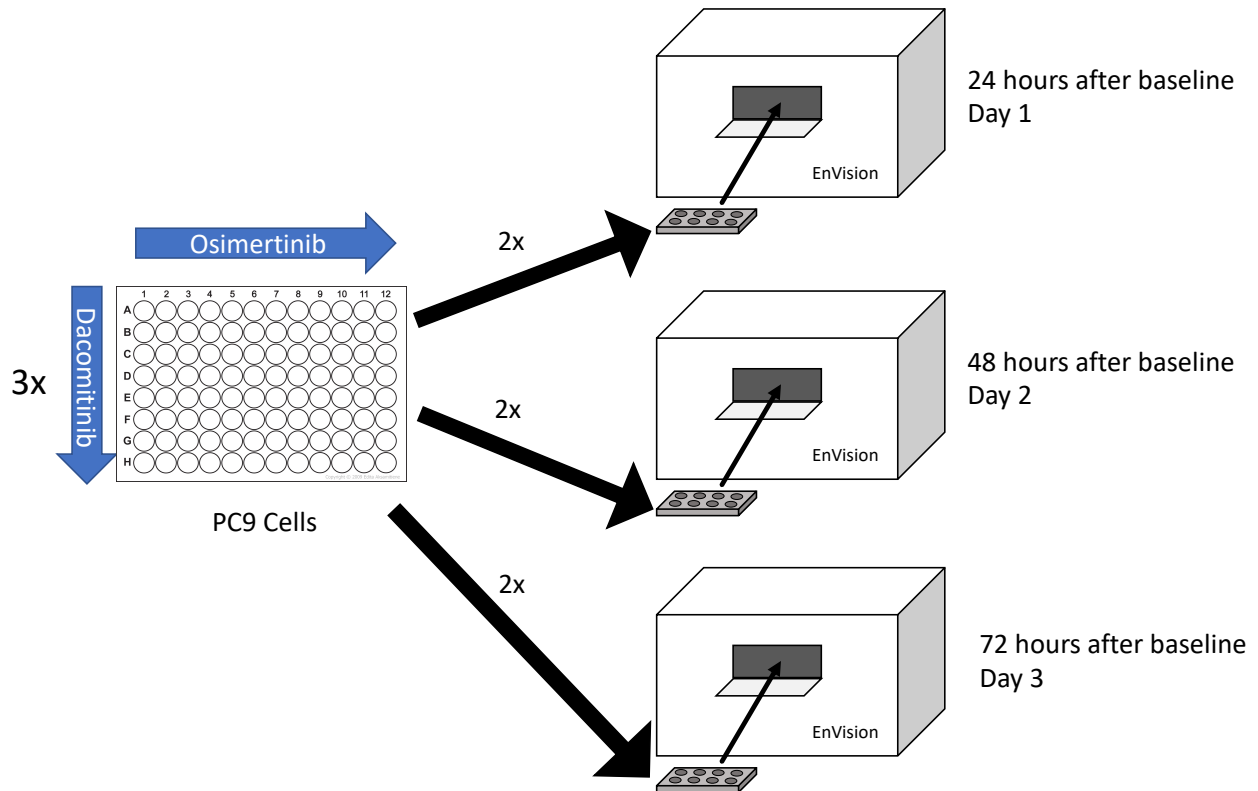 24 hours after baseline
Day 1
EnVision
Osimertinib
2x
1 2 3 4 5 6 7 8 9 10 11 12
A
B
C
D
E
F
G
H
Dacomitinib
3x
PC9 Cells
2x
48 hours after baseline
Day 2
EnVision
2x
72 hours after baseline
Day 3
EnVision